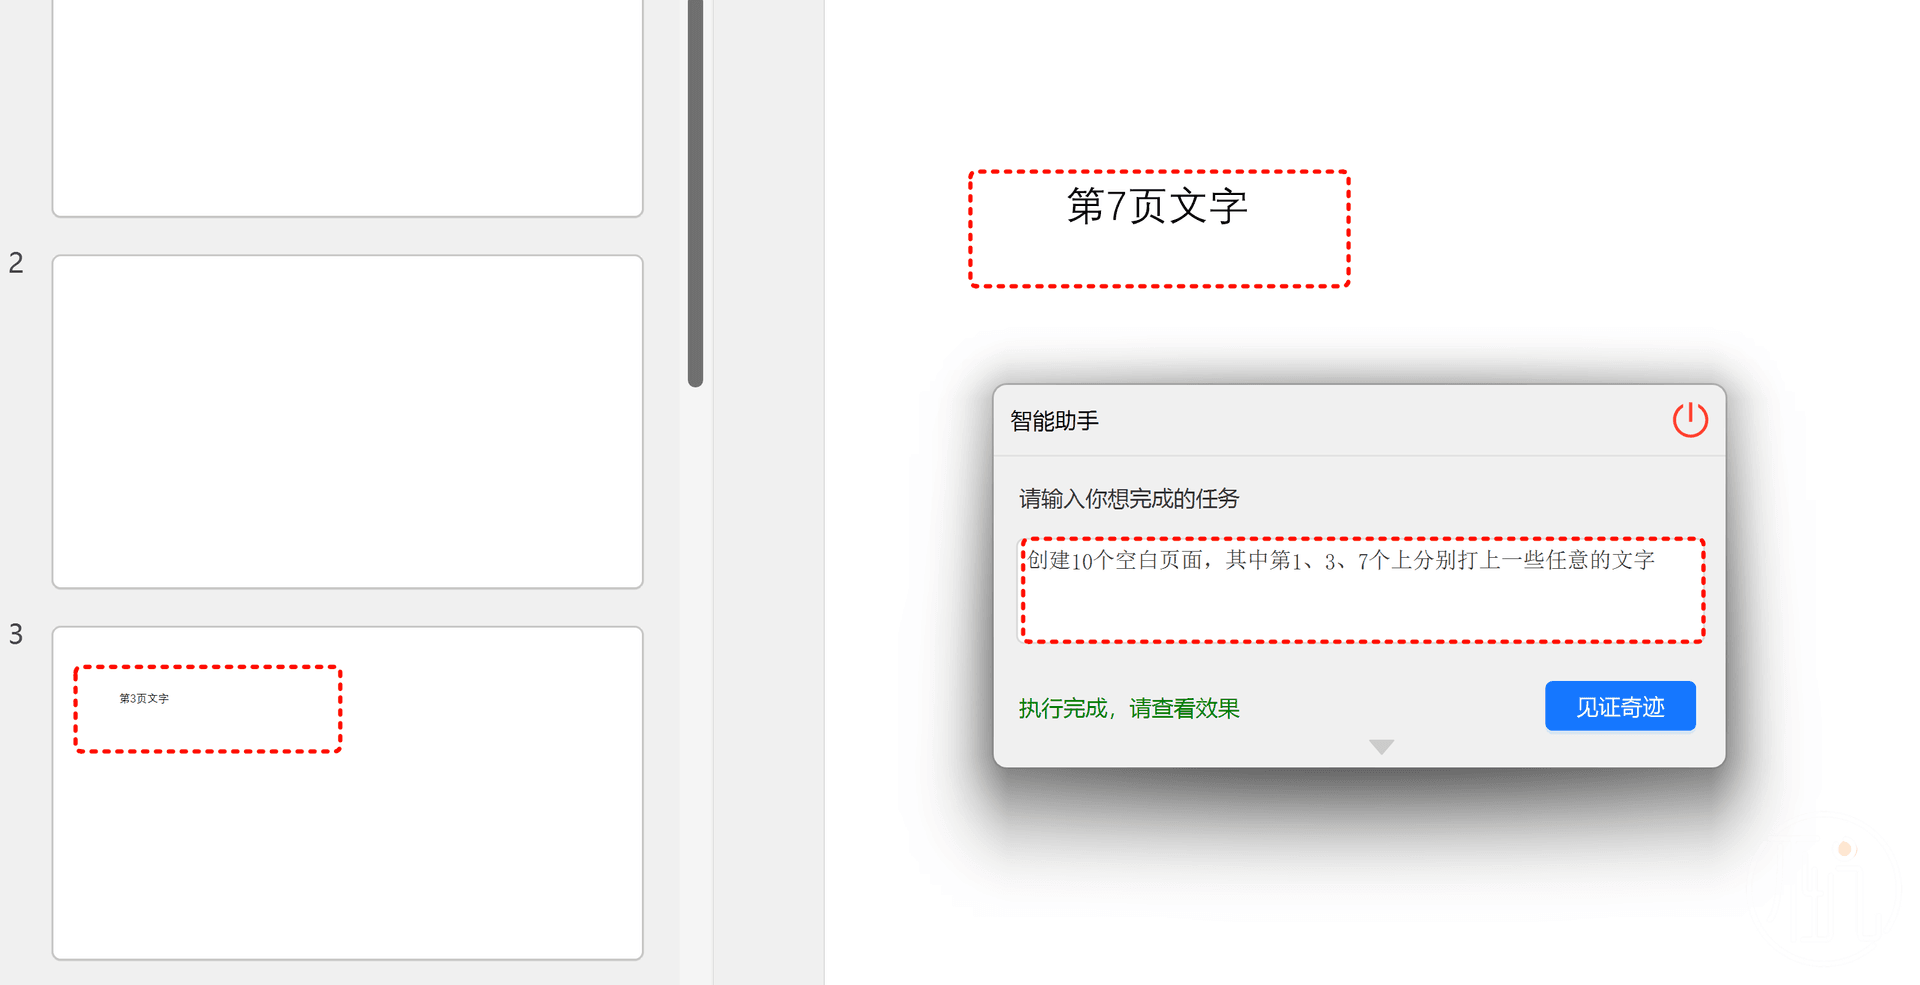 2
3
第3页文字
第7页文字
智能助手
请输入你想完成的任务
创建10个空白页面，其中第1、3、7个上分别打上一些任意的文字
执行完成，请查看效果
见证奇迹